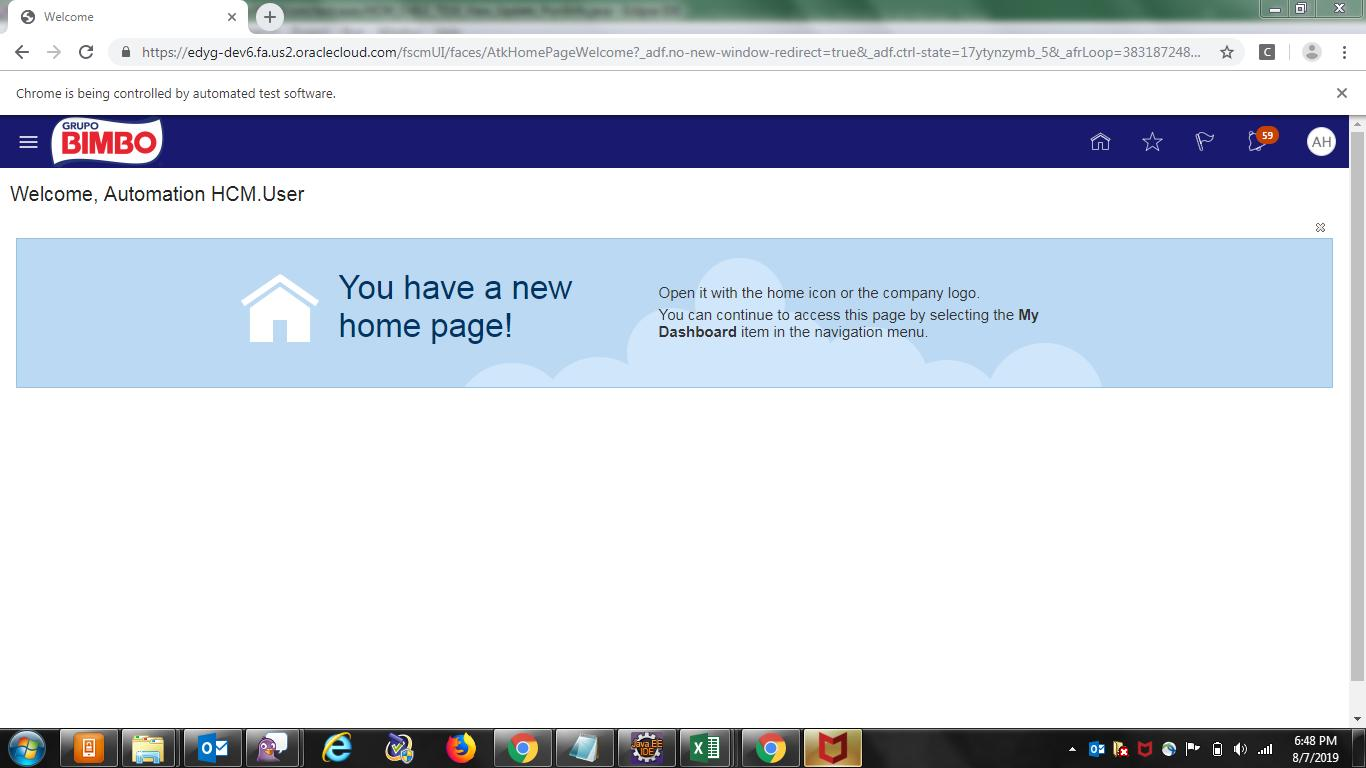 Welcome
https://edyg-dev6.fa.us2.oraclecloud.com/fscmUI/faces/AtkHomePageWelcome?_adf.no-new-window-redirect=true&_adf.ctrl-state=17ytynzymb_5&_afrLoop=383187248...
C
Chrome is being controlled by automated test software.
GRUPO
BIMBO
59
AH
Welcome, Automation HCM.User
You have a new
home page!
Open it with the home icon or the company logo.
You can continue to access this page by selecting the My
Dashboard item in the navigation menu.
Java EE
IDE
6:48 PM
8/7/2019